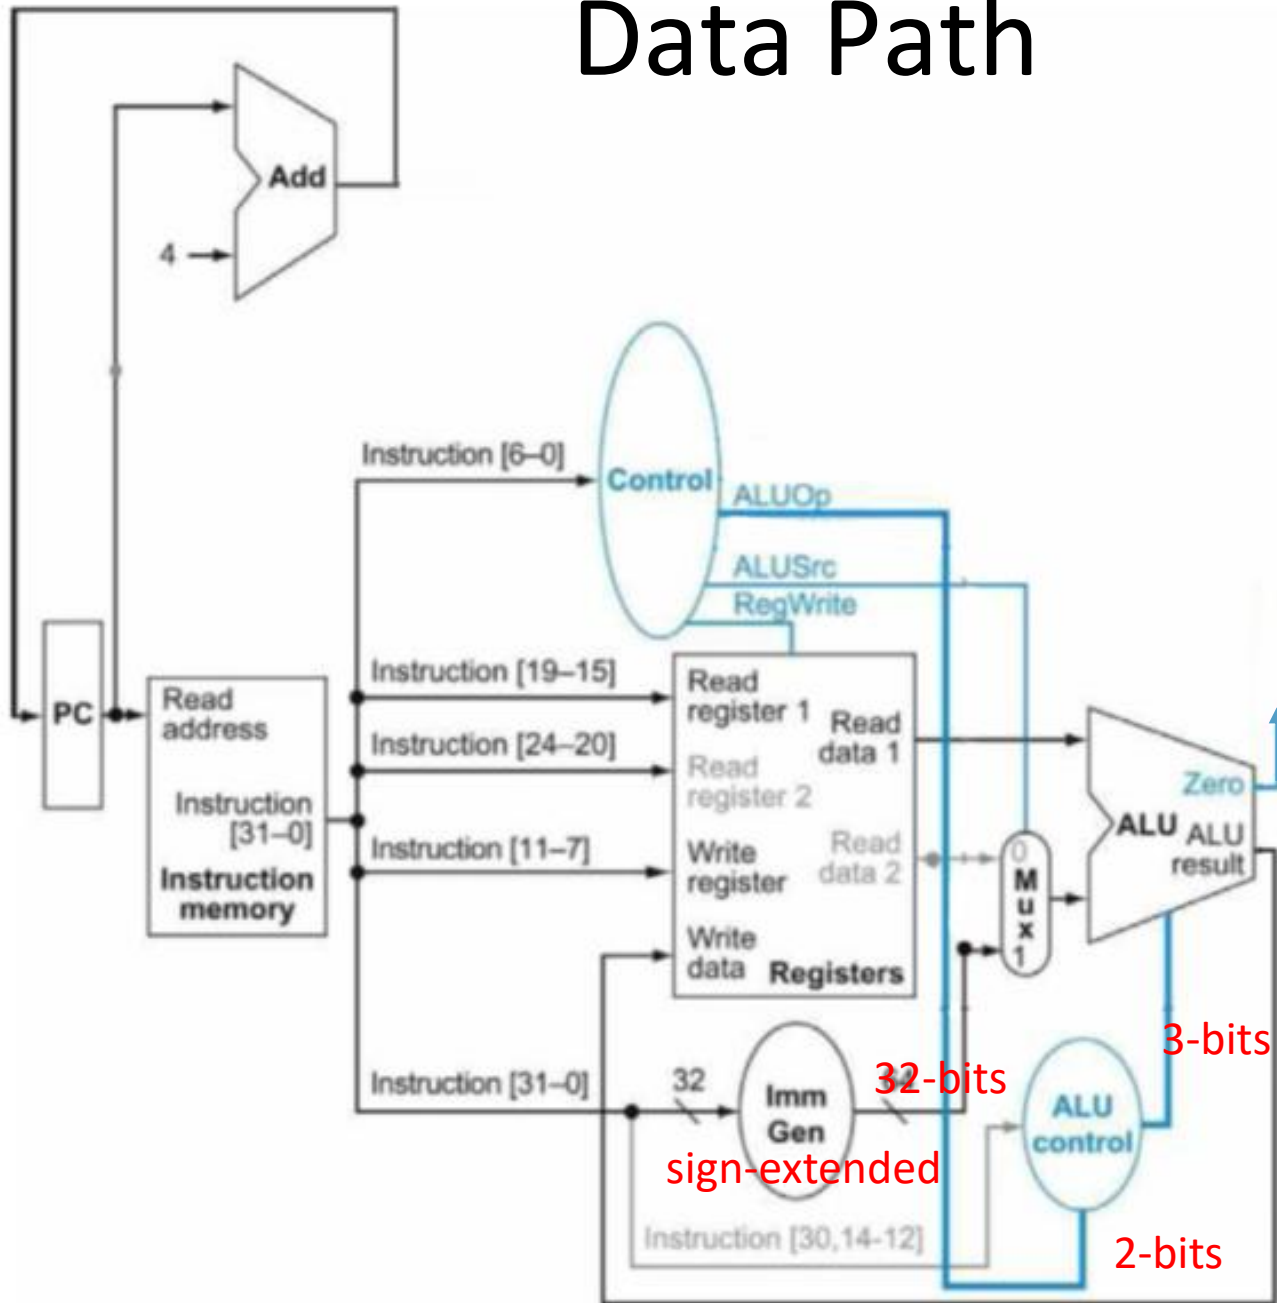 Data Path
Add
4
Instruction [6–0]
Control
ALUOp
ALUSrc
RegWrite
Instruction [19–15]
Read
register 1
Read
data 1
PC
Read
address
Instruction [24–20]
Read
register 2
Zero
Instruction
[31–0]
ALU
ALU
result
Instruction [11–7]
Write
register
Read
data 2
0
M
u
x
1
Instruction
memory
Write
data
Registers
3-bits
Instruction [31–0]
32
32-bits
Imm
Gen
ALU
control
sign-extended
Instruction [30,14-12]
2-bits